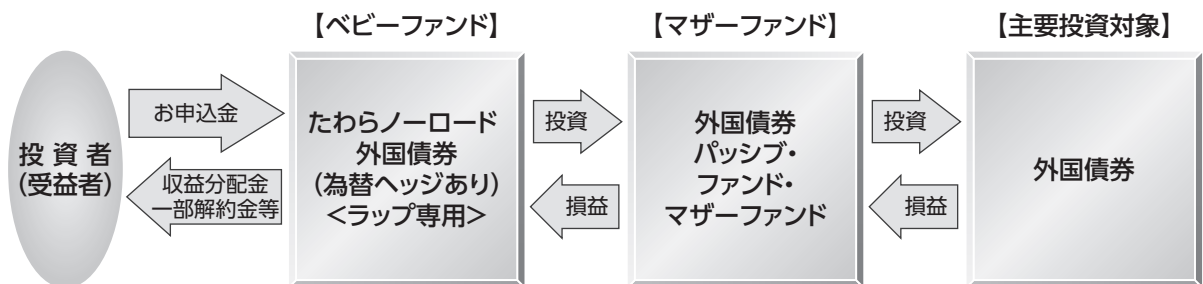 【ベビーファンド】
【マザーファンド】
【主要投資対象】
投資者
(受益者)
お申込金
収益分配金
一部解約金等
たわらノーロード
外国債券
(為替ヘッジあり)
<ラップ専用>
投資
損益
外国債券
パッシブ・
ファンド・
マザーファンド
投資
損益
外国債券